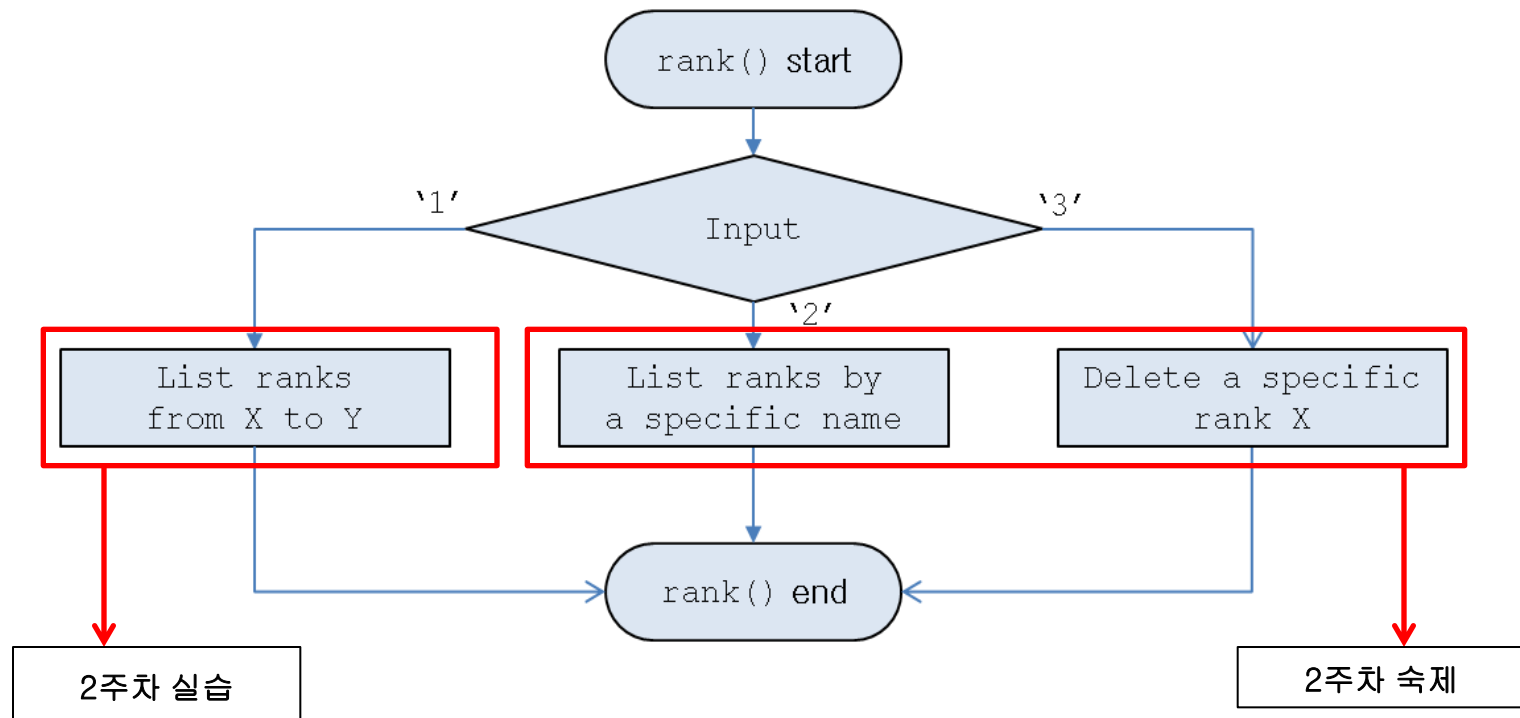 rank() start
‘1’
Input
‘3’
‘2’
List ranks
from X to Y
List ranks by
a specific name
Delete a specific
rank X
rank() end
2주차 실습
2주차 숙제